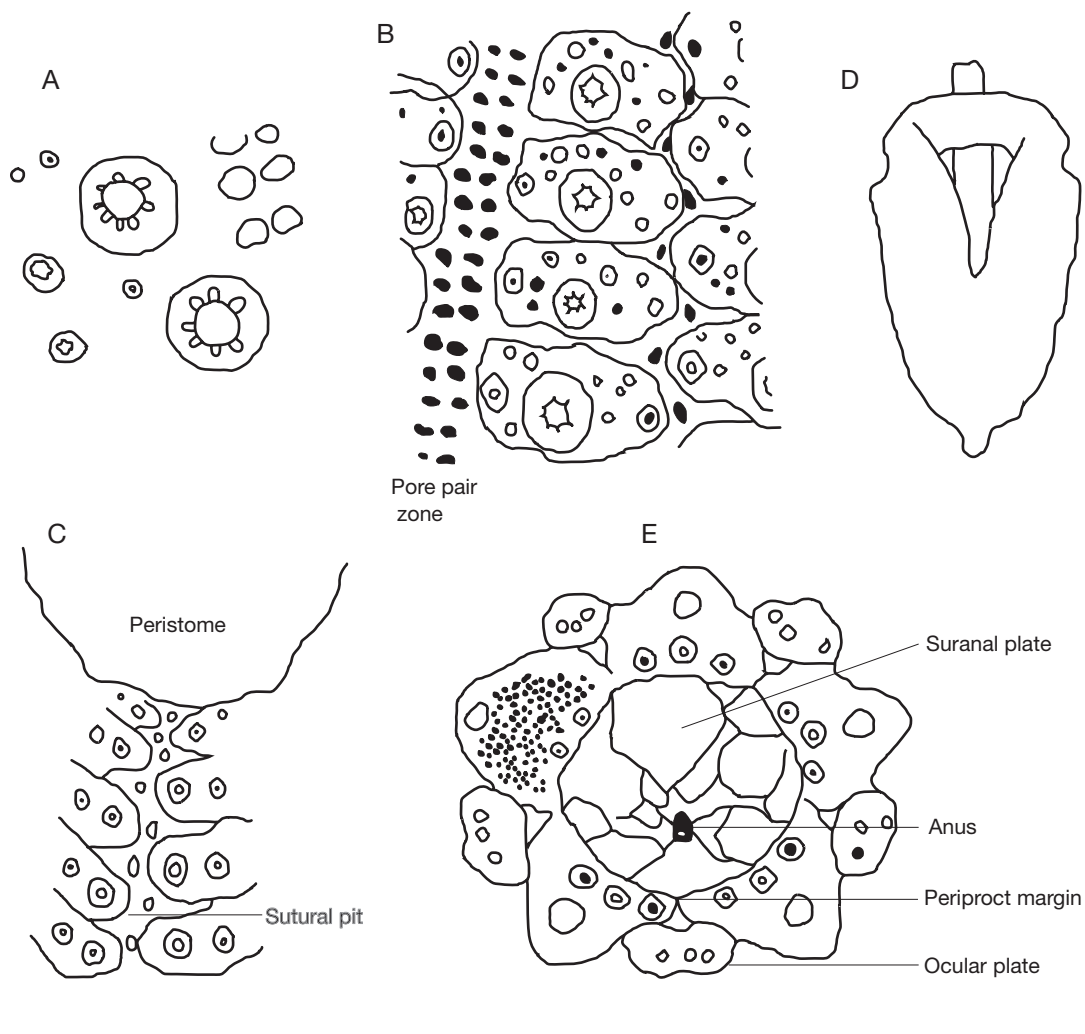 A
B
D
Pore pair
zone
C
E
Peristome
Suranal plate
Anus
Periproct margin
Sutural pit
Ocular plate